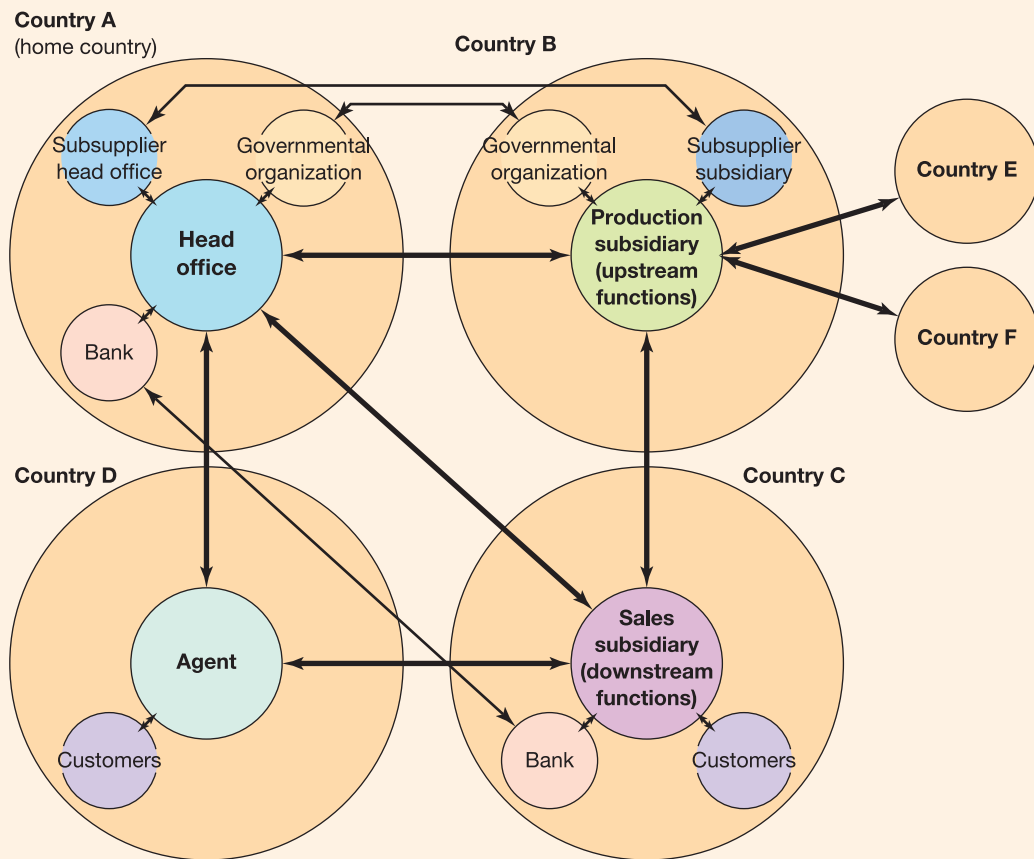 Country A
(home country)
Country B
Subsupplier
head office
Governmental
organization
Governmental
organization
Subsupplier
subsidiary
Country E
Head
office
Production
subsidiary
(upstream
functions)
Bank
Country F
Country D
Country C
Agent
Sales
subsidiary
(downstream
functions)
Customers
Bank
Customers